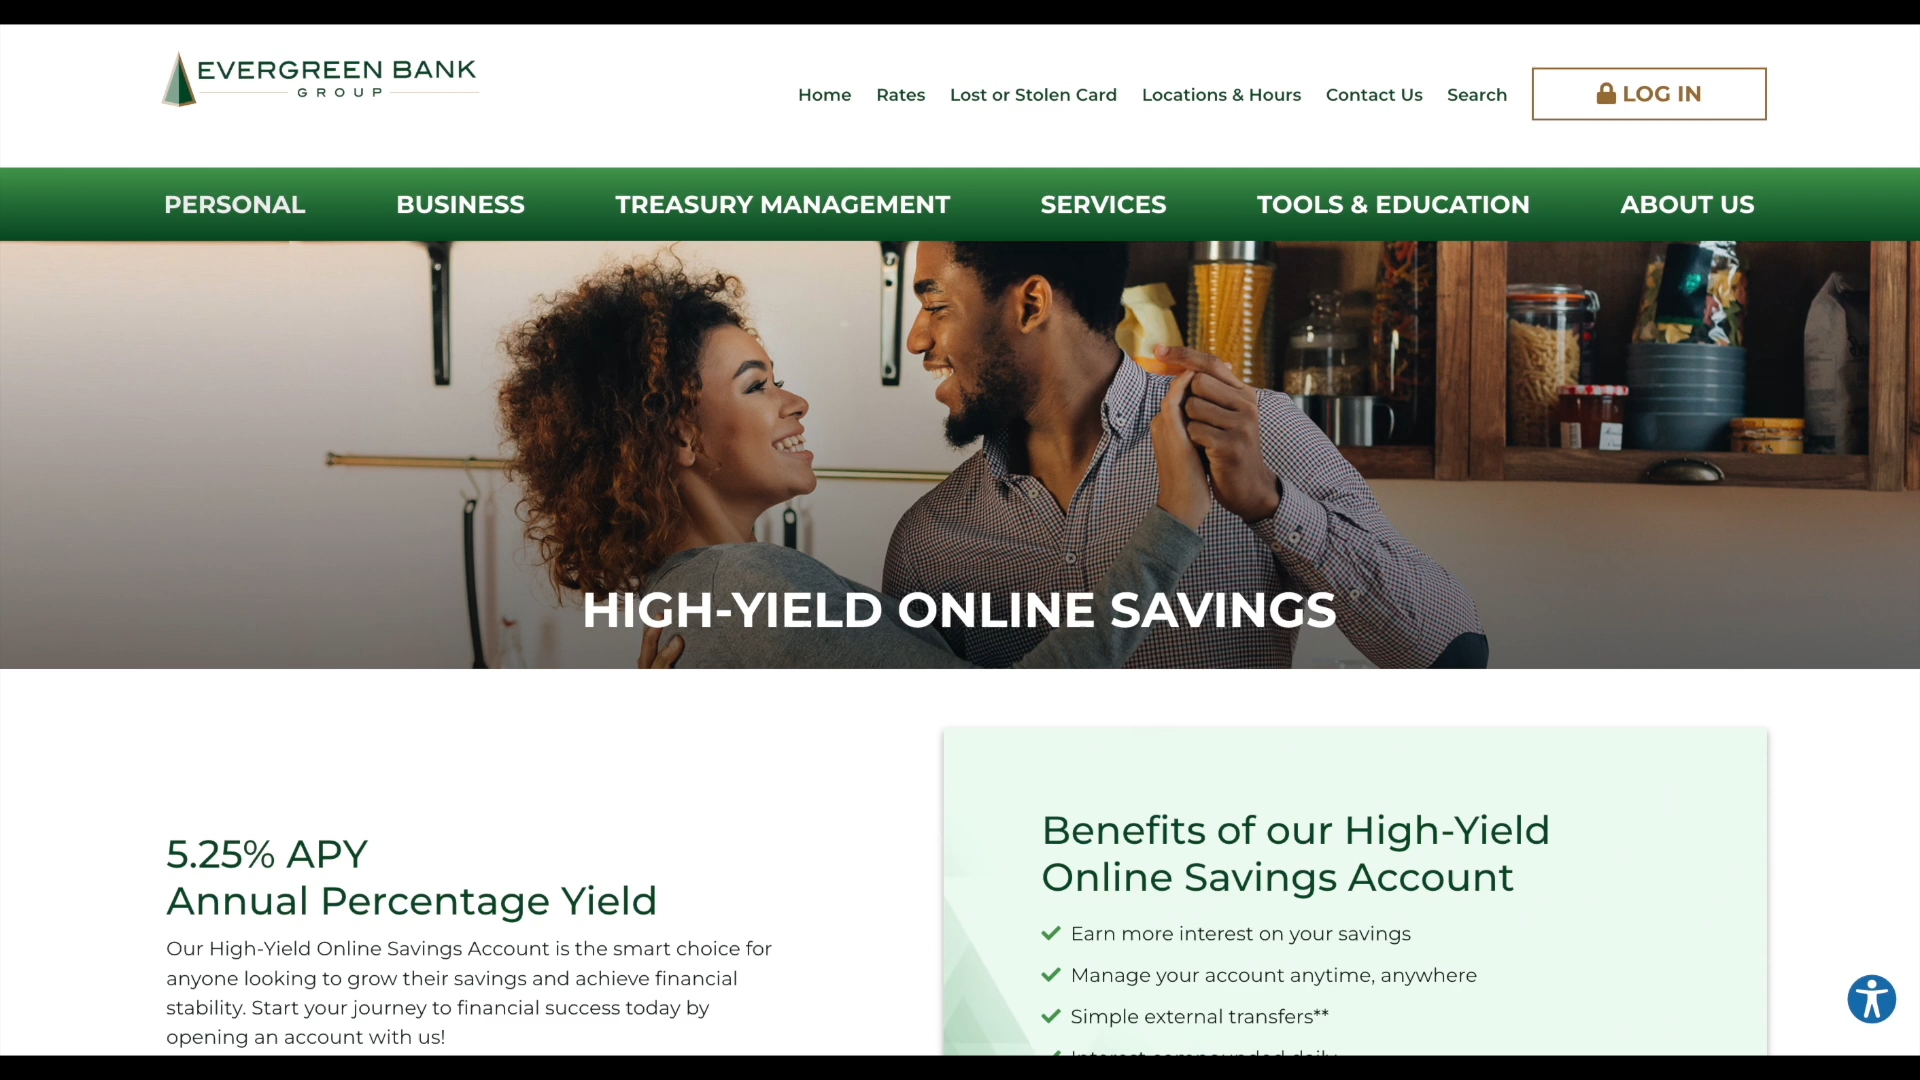 EVERGREEN BANK
GROUP
Home Rates Lost or Stolen Card Locations & Hours Contact Us Search LOG IN
PERSONAL BUSINESS TREASURY MANAGEMENT SERVICES TOOLS & EDUCATION ABOUT US
HIGH-YIELD ONLINE SAVINGS
5.25% APY
Annual Percentage Yield
Our High-Yield Online Savings Account is the smart choice for
anyone looking to grow their savings and achieve financial
stability. Start your journey to financial success today by
opening an account with us!
Benefits of our High-Yield
Online Savings Account
Earn more interest on your savings
Manage your account anytime, anywhere
Simple external transfers**
Interest compounded daily